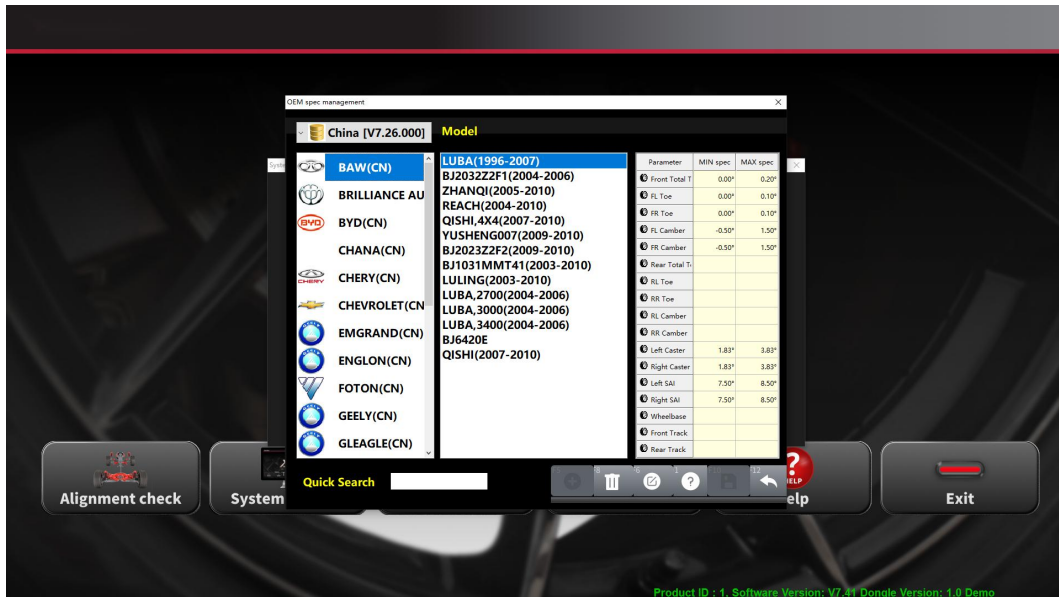 OEM spec management
China [V7.26.000]
Model
BAW(CN)
BRILLIANCE AU
BYD(CN)
CHANA(CN)
CHERY(CN)
CHEVROLET(CN
EMGRAND(CN)
ENGLON(CN)
FOTON(CN)
GEELY(CN)
GLEAGLE(CN)
LUBA(1996-2007)
BJ2032Z2F1(2004-2006)
ZHANQI(2005-2010)
REACH(2004-2010)
QISHI,4X4(2007-2010)
YUSHENG007(2009-2010)
BJ2023Z2F2(2009-2010)
BJ1031MMT41(2003-2010)
LULING(2003-2010)
LUBA,2700(2004-2006)
LUBA,3000(2004-2006)
LUBA,3400(2004-2006)
BJ6420E
QISHI(2007-2010)
Parameter MIN spec MAX spec
Front Total T 0.00° 0.20°
FL Toe 0.00° 0.10°
FR Toe 0.00° 0.10°
FL Camber -0.50° 1.50°
FR Camber -0.50° 1.50°
Rear Total T
RL Toe
RR Toe
RL Camber
RR Camber
Left Caster 1.83° 3.83°
Right Caster 1.83° 3.83°
Left SAI 7.50° 8.50°
Right SAI 7.50° 8.50°
Wheelbase
Front Track
Rear Track
Quick Search
Alignment check
System
elp
Exit
Product ID : 1, Software Version: V7.41 Dongle Version: 1.0 Demo